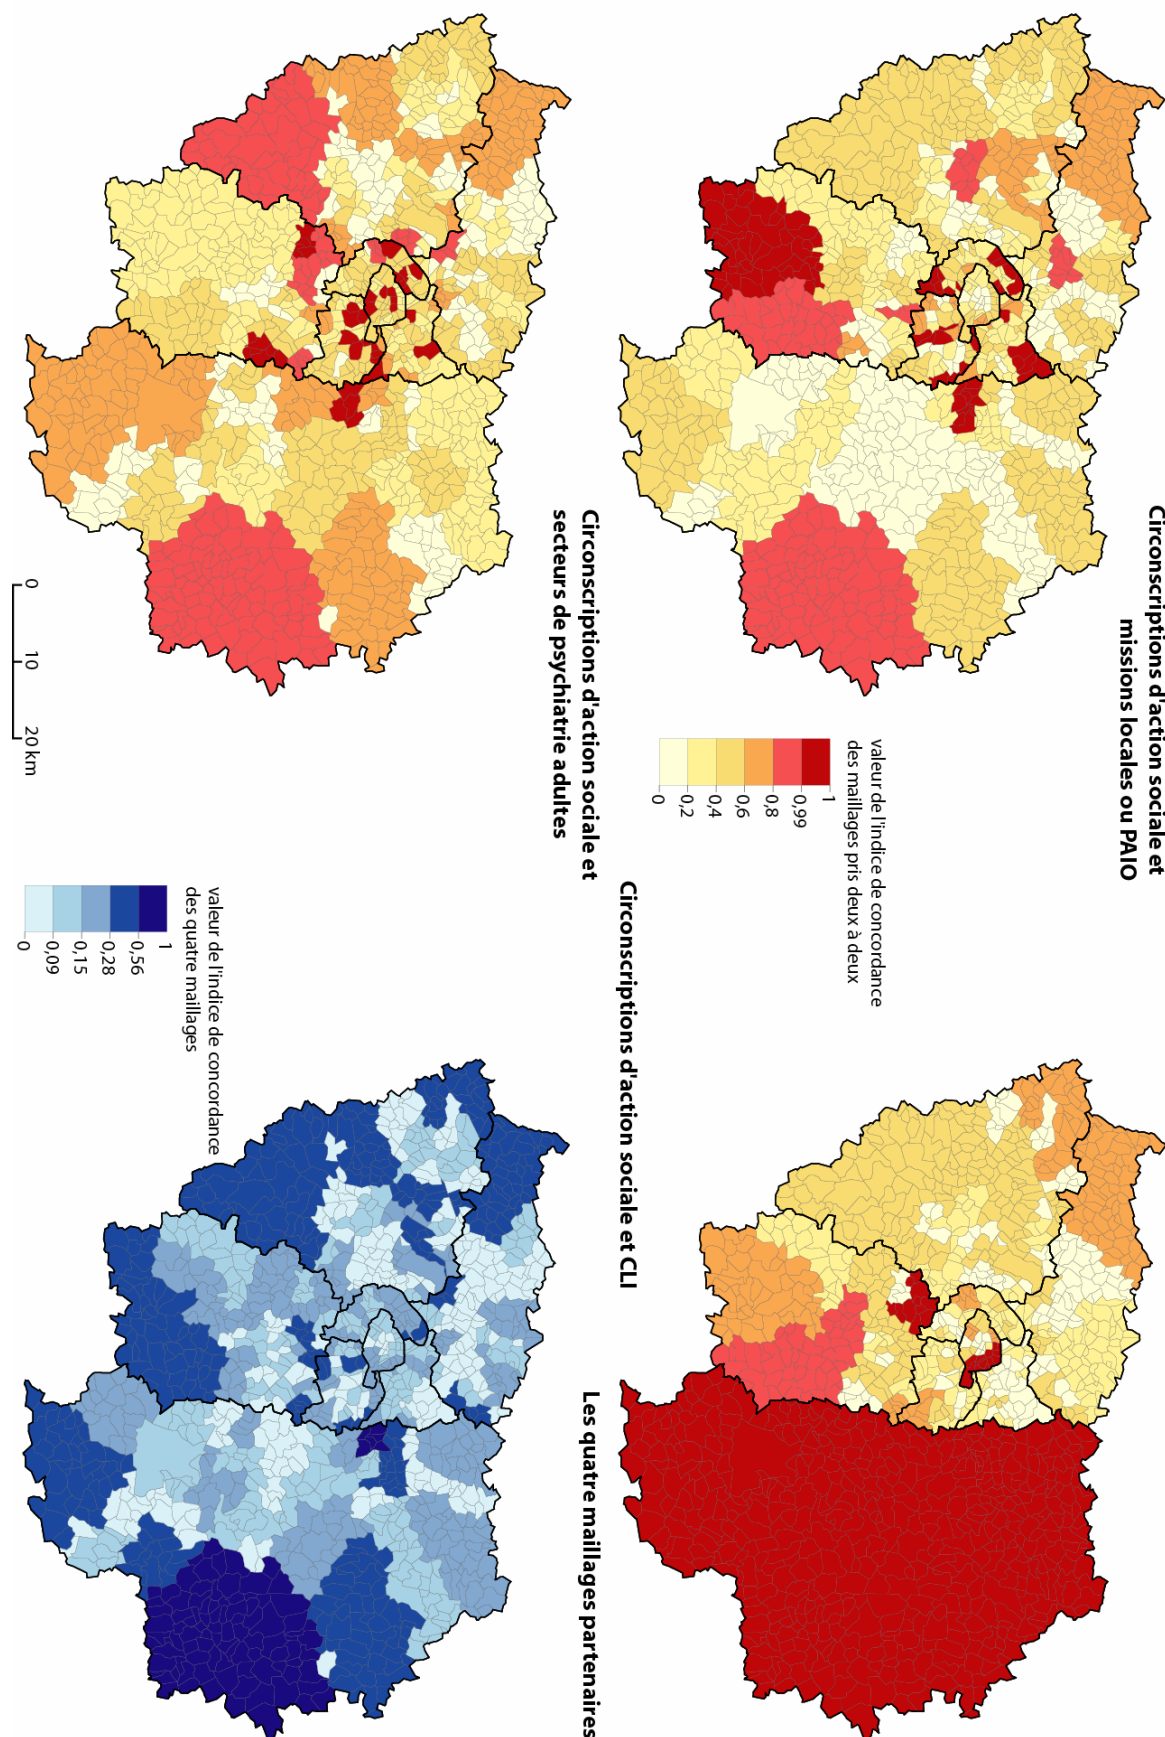 Circonscriptions d'action sociale et
missions locales ou PAIO
valeur de l'indice de concordance
des maillages pris deux à deux
0
0,2
0,4
0,6
0,8
0,99
1
Circonscriptions d'action sociale et CLI
Circonscriptions d'action sociale et
secteurs de psychiatrie adultes
0
10
20 km
valeur de l'indice de concordance
des quatre maillages
0
0,09
0,15
0,28
0,56
1
Les quatre maillages partenaires